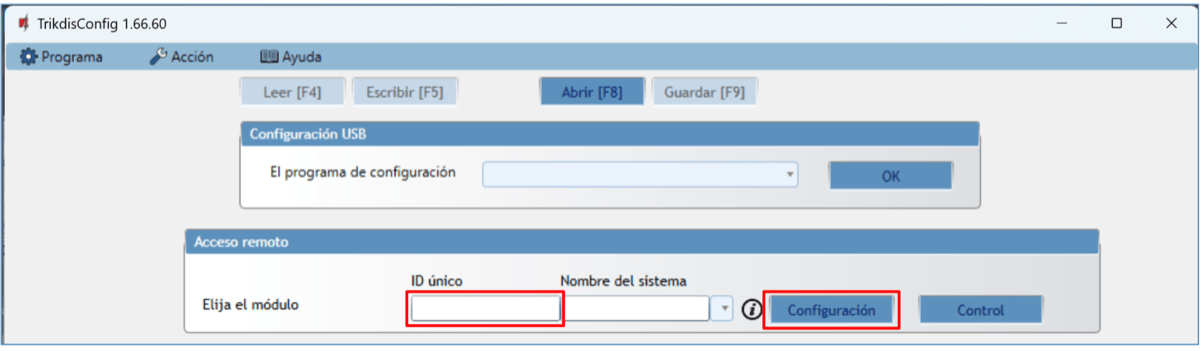 TrikdisConfig 1.66.60
Programa Acción Ayuda
Leer [F4] Escribir [F5] Abrir [F8] Guardar [F9]
Configuración USB
El programa de configuración OK
Acceso remoto
ID único Nombre del sistema
Elija el módulo Configuración Control